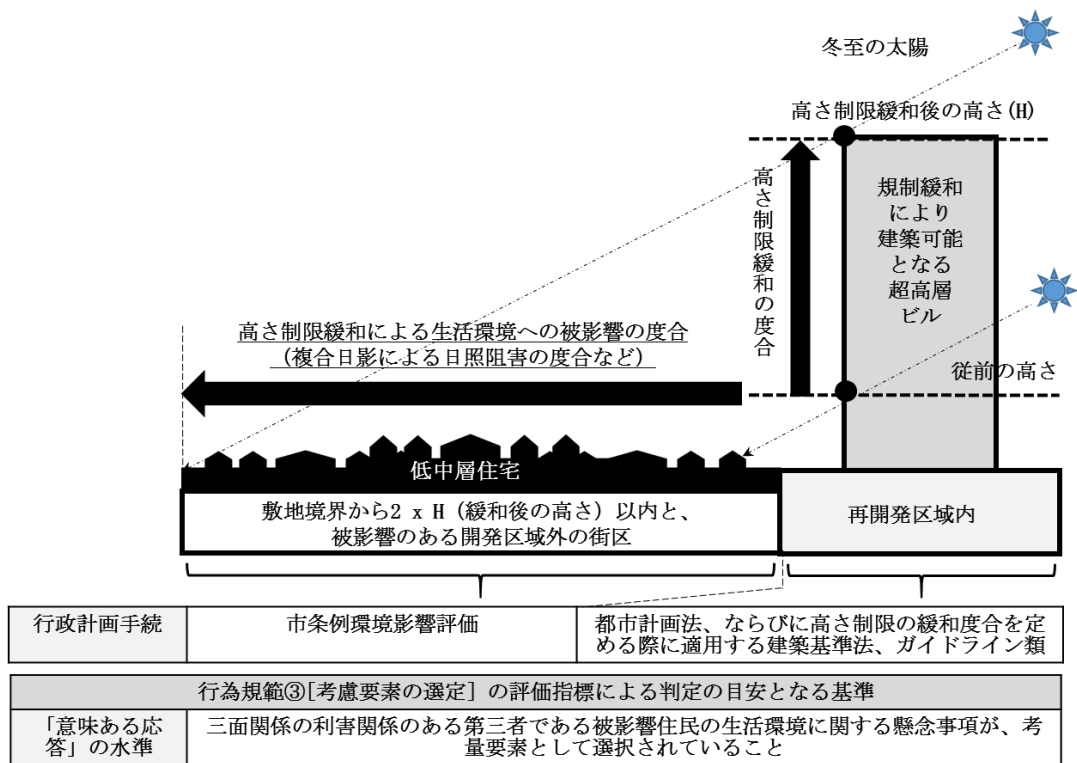 冬至の太陽
高さ制限緩和後の高さ(H)
高さ制限緩和の度合
規制緩和
により
建築可能
となる
超高層
ビル
高さ制限緩和による生活環境への被影響の度合
(複合日影による日照阻害の度合など)
従前の高さ
低中層住宅
敷地境界から2 x H（緩和後の高さ）以内と、
被影響のある開発区域外の街区
再開発区域内
行政計画手続
市条例環境影響評価
都市計画法、ならびに高さ制限の緩和度合を定
める際に適用する建築基準法、ガイドライン類
行為規範③[考慮要素の選定］の評価指標による判定の目安となる基準
「意味ある応
答」の水準
三面関係の利害関係のある第三者である被影響住民の生活環境に関する懸念事項が、考
量要素として選択されていること